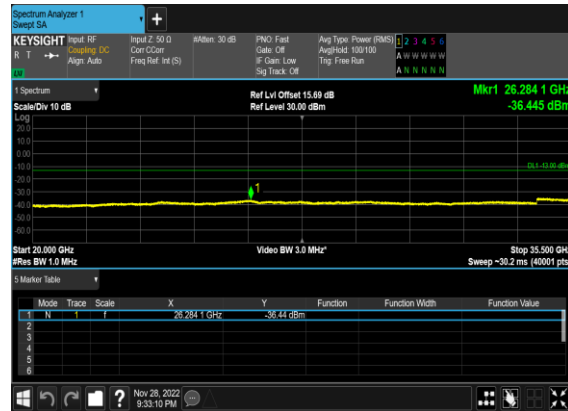 Spectrum Analyzer 1
Swept SA
+
KEYSIGHT Input: RF Input Z: 50 Ω #Atten: 30 dB PNO: Fast Avg Type: Power (RMS) 1 2 3 4 5 6
R T Coupling: DC Corr CCorr Gate: Off Avg|Hold: 100/100 A W W W W W
Align: Auto Freq Ref: Int (S) IF Gain: Low Trig: Free Run
LW Sig Track: Off A N N N N N
1 Spectrum Ref Lvl Offset 15.69 dB Mkr1 26.284 1 GHz
Scale/Div 10 dB Ref Level 30.00 dBm -36.445 dBm
Log
20.0
10.0
0.00
-10.0 DL1 -13.00 dBm
-20.0
-30.0 1
-40.0
-50.0
-60.0
Start 20.000 GHz Video BW 3.0 MHz* Stop 35.500 GHz
#Res BW 1.0 MHz Sweep ~30.2 ms (40001 pts)
5 Marker Table
Mode Trace Scale X Y Function Function Width Function Value
1 N 1 f 26.284 1 GHz -36.44 dBm
2
3
4
5
6
? Nov 28, 2022
9:33:10 PM